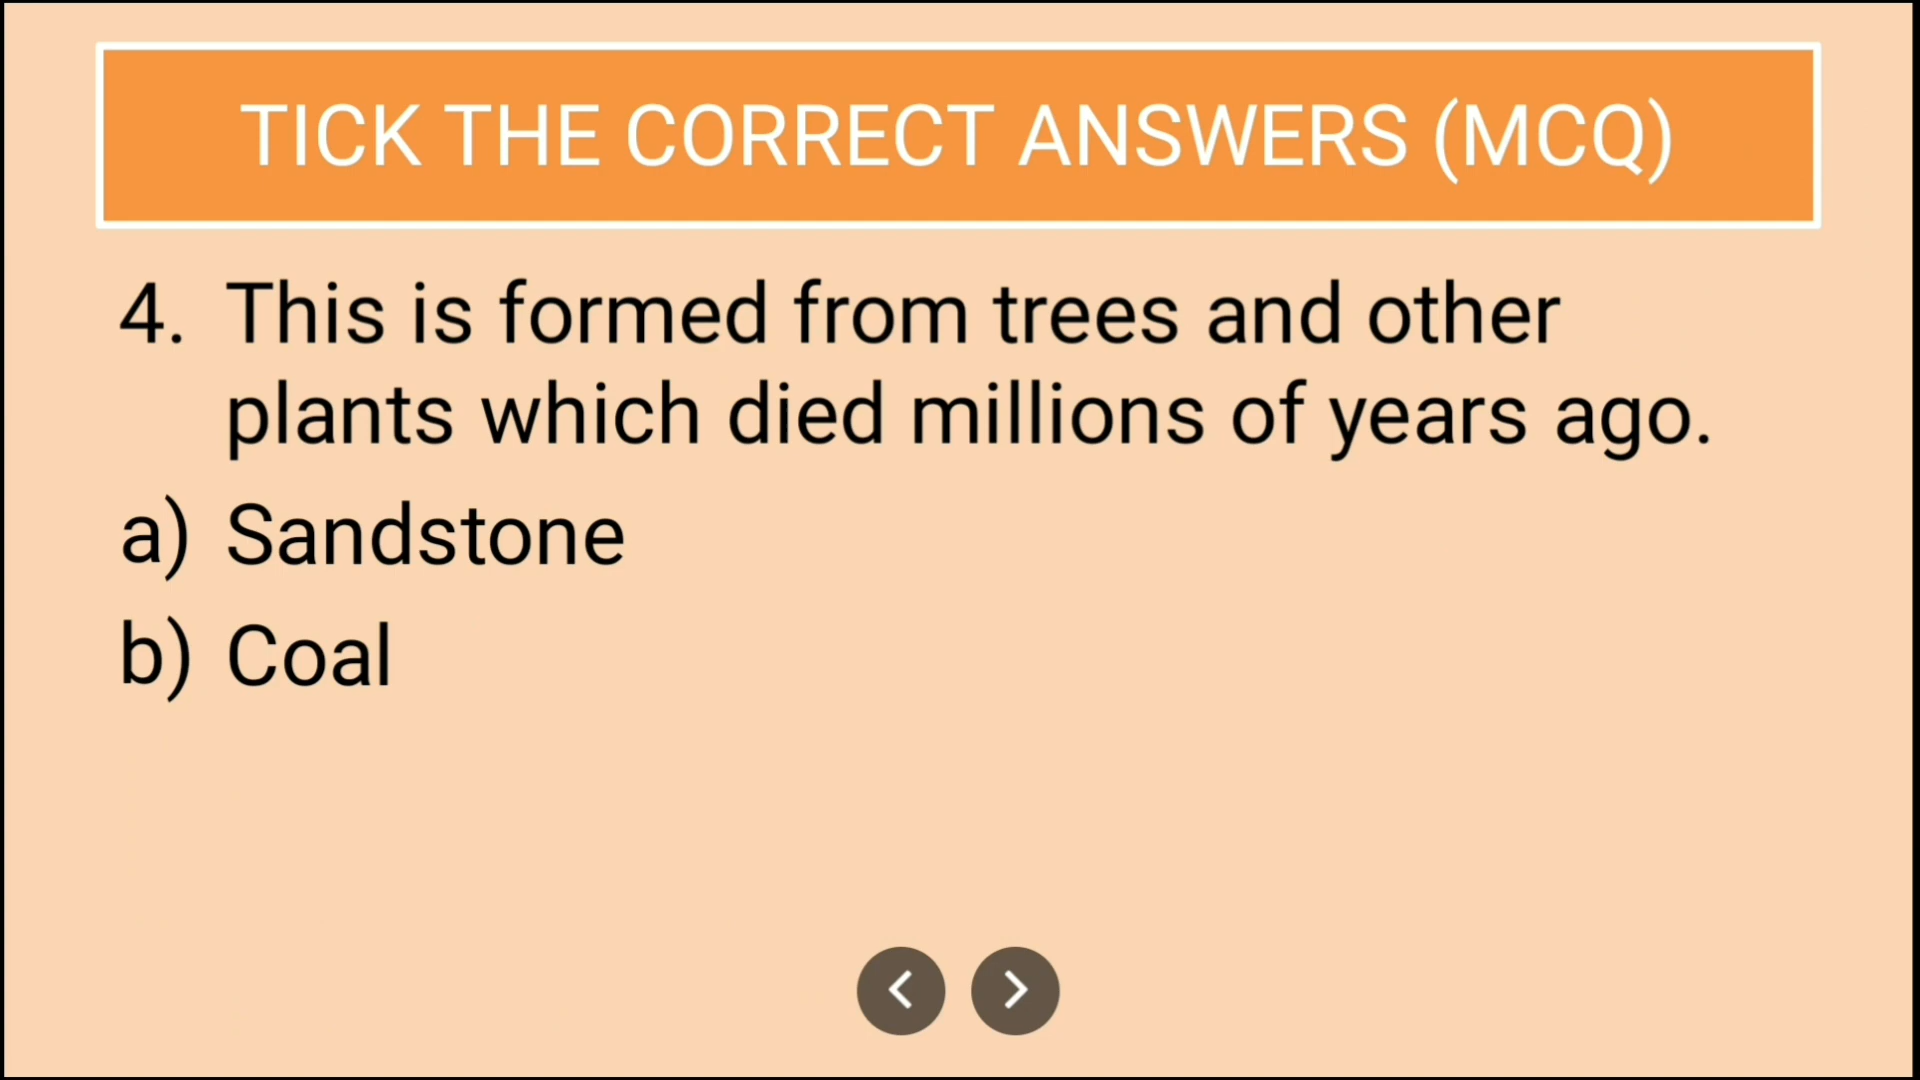 TICK THE CORRECT ANSWERS (MCQ)
4. This is formed from trees and other
plants which died millions of years ago.
a) Sandstone
b) Coal